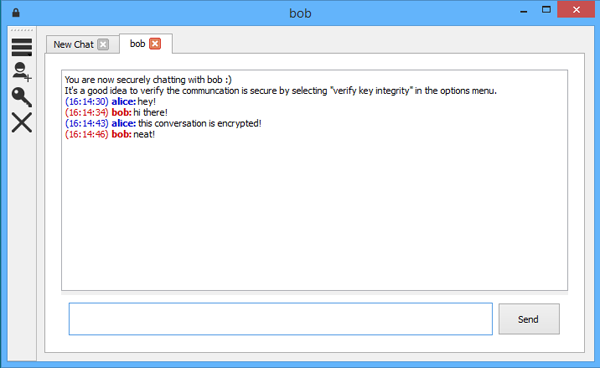 bob
New Chat
bob
You are now securely chatting with bob :)
It's a good idea to verify the communcation is secure by selecting "verify key integrity" in the options menu.
(16:14:30) alice: hey!
(16:14:34) bob: hi there!
(16:14:43) alice: this conversation is encrypted!
(16:14:46) bob: neat!
Send